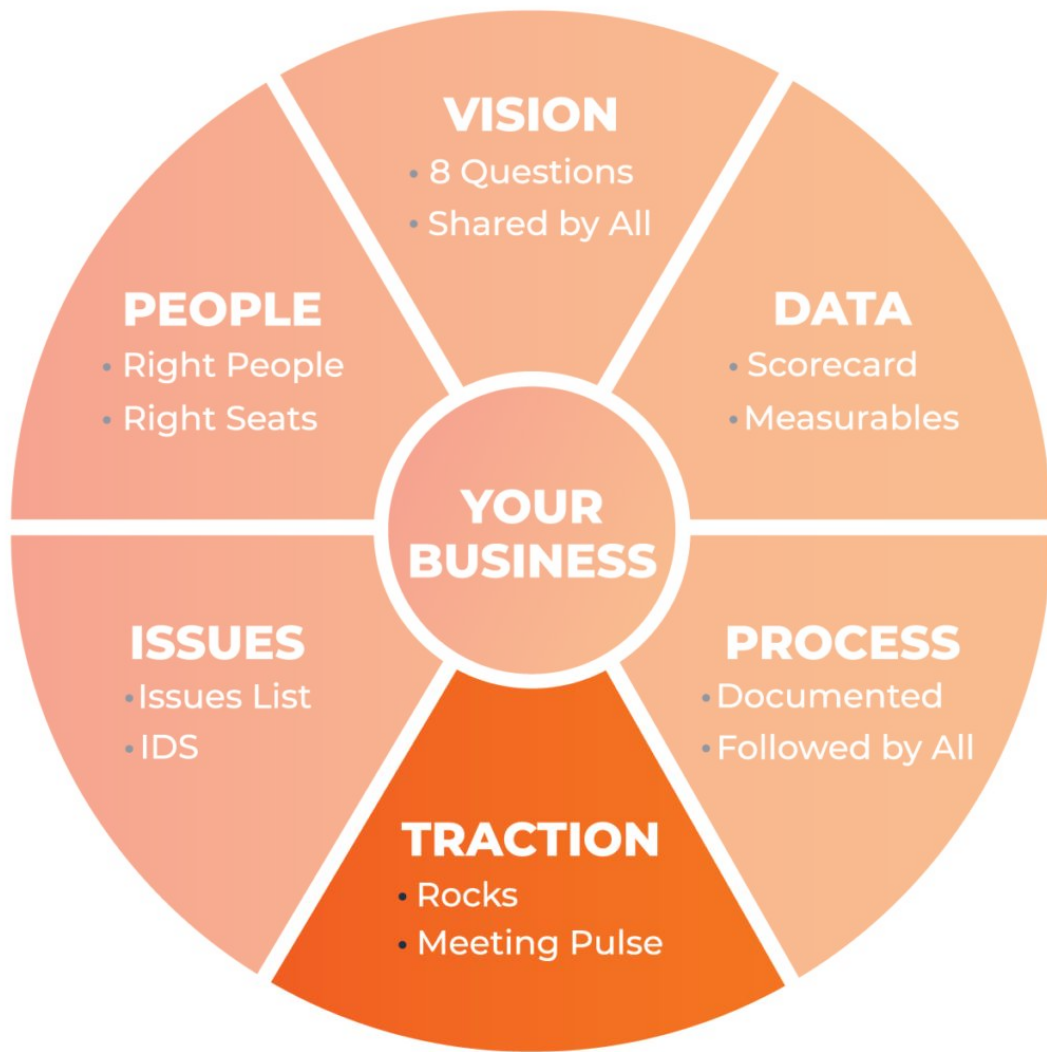 VISION
• 8 Questions
• Shared by All
PEOPLE
• Right People
• Right Seats
DATA
• Scorecard
• Measurables
YOUR
BUSINESS
ISSUES
• Issues List
• IDS
PROCESS
• Documented
• Followed by All
TRACTION
• Rocks
• Meeting Pulse